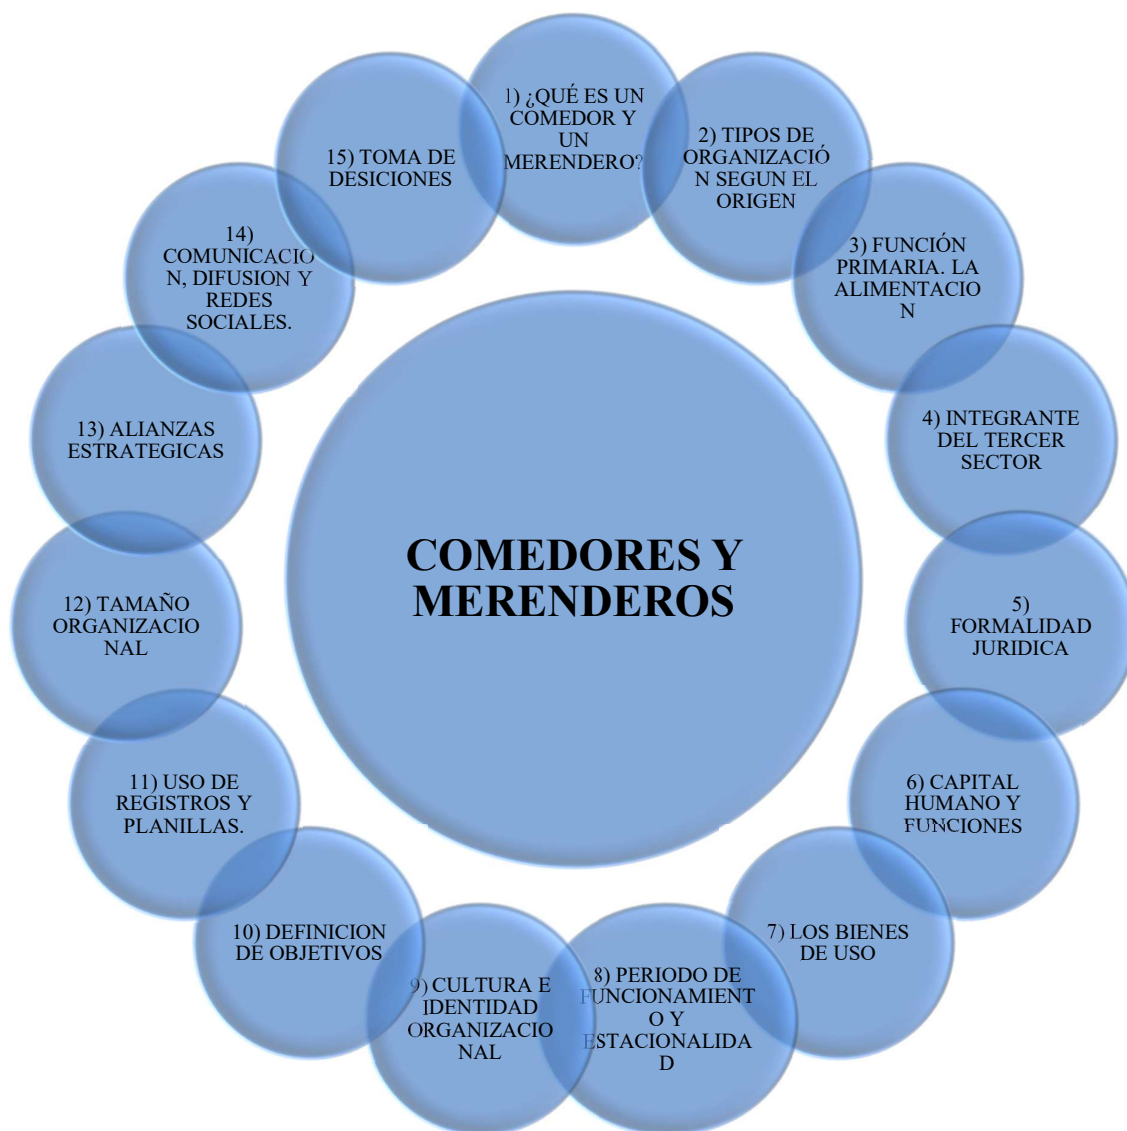 1) ¿QUÉ ES UN
COMEDOR Y
UN
MERENDERO?
2) TIPOS DE
ORGANIZACIÓ
N SEGUN EL
ORIGEN
3) FUNCIÓN
PRIMARIA. LA
ALIMENTACIO
N
4) INTEGRANTE
DEL TERCER
SECTOR
5)
FORMALIDAD
JURIDICA
6) CAPITAL
HUMANO Y
FUNCIONES
7) LOS BIENES
DE USO
8) PERIODO DE
FUNCIONAMIENT
O Y
ESTACIONALIDA
D
9) CULTURA E
IDENTIDAD
ORGANIZACIO
NAL
10) DEFINICION
DE OBJETIVOS
11) USO DE
REGISTROS Y
PLANILLAS.
12) TAMAÑO
ORGANIZACIO
NAL
13) ALIANZAS
ESTRATEGICAS
14)
COMUNICACIO
N, DIFUSION Y
REDES
SOCIALES.
15) TOMA DE
DESICIONES
COMEDORES Y
MERENDEROS